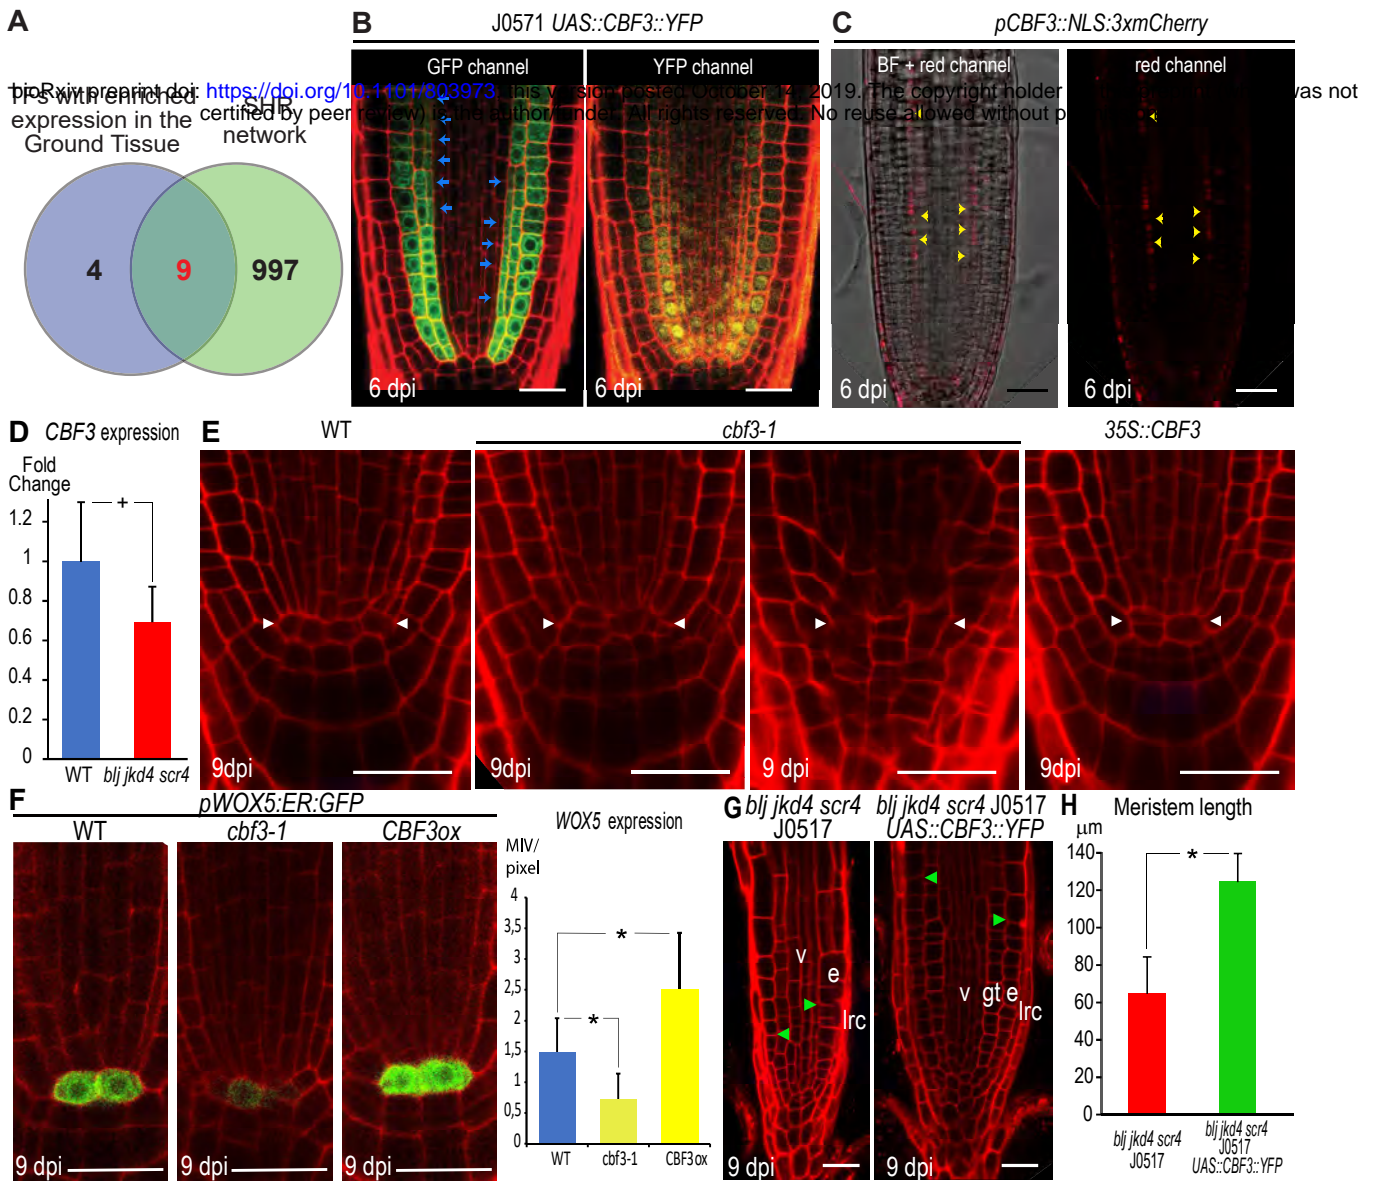 A
B
J0571 UAS::CBF3::YFP
C
pCBF3::NLS:3xmCherry
GFP channel
YFP channel
BF + red channel
red channel
bioRxiv preprint doi: https://doi.org/10.1101/803973; this version posted October 14, 2019. The copyright holder was not
certified by peer review) is the author/funder. All rights reserved. No reuse allowed without
TFs with enriched
expression in the
Ground Tissue
SHR
network
4
9
997
6 dpi
6 dpi
6 dpi
6 dpi
D
CBF3 expression
Fold
Change
1.2
1
0.8
0.6
0.4
0.2
0
+
WT
blj jkd4 scr4
E
WT
cbf3-1
35S::CBF3
9dpi
9dpi
9 dpi
9dpi
F
pWOX5:ER:GFP
WT
cbf3-1
CBF3ox
9 dpi
9 dpi
9 dpi
WOX5 expression
MIV/
pixel
4
3,5
3
2,5
2
1,5
1
0,5
0
*
*
WT
cbf3-1
CBF3ox
G
blj jkd4 scr4
J0517
blj jkd4 scr4 J0517
UAS::CBF3::YFP
v
e
lrc
v
gt
e
lrc
9 dpi
9 dpi
H
Meristem length
μm
140
120
100
80
60
40
20
0
*
blj jkd4 scr4
J0517
blj jkd4 scr4
J0517
UAS::CBF3::YFP